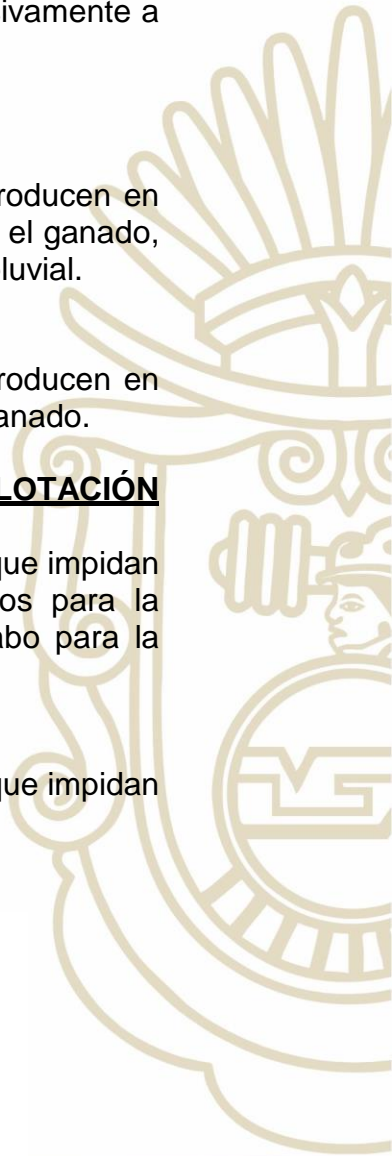 ivamente a
roducen en
el ganado,
luvial.
roducen en
anado.
LOTACIÓN
que impidan
os para la
abo para la
que impidan